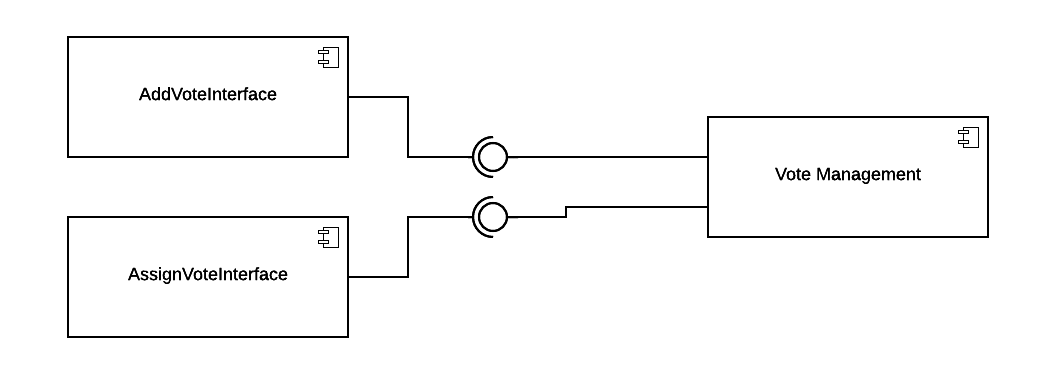 AddVoteInterface
Vote Management
AssignVoteInterface